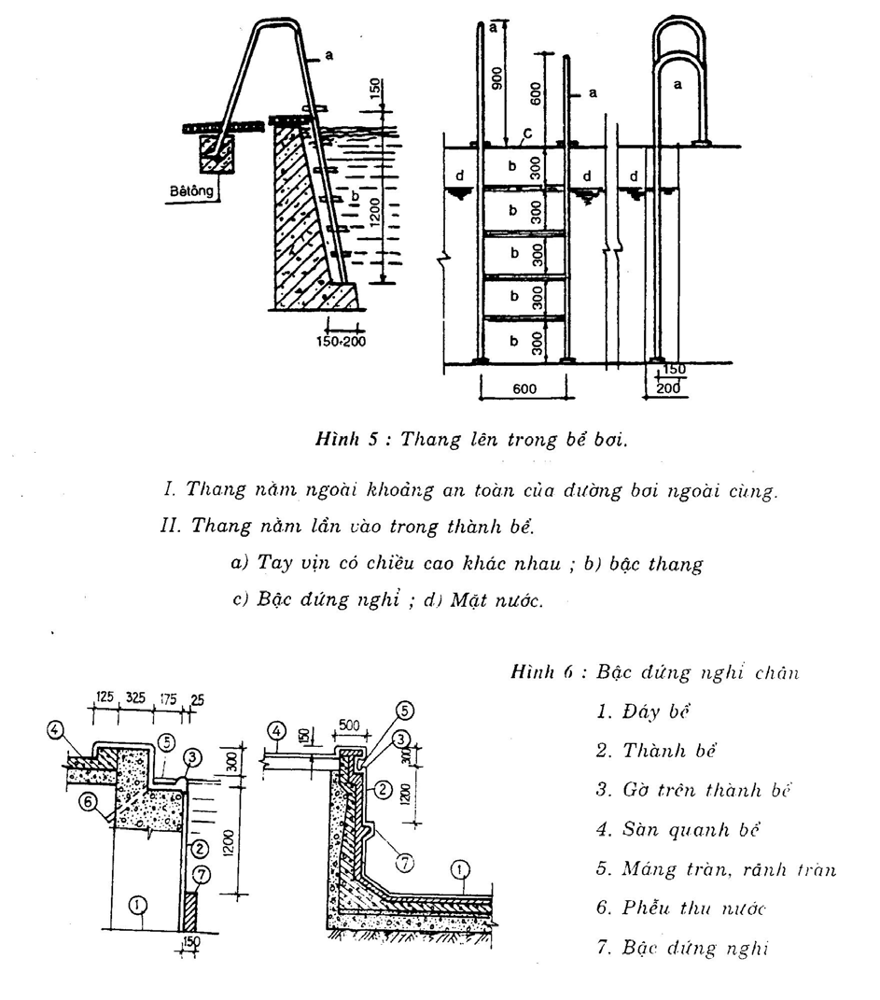 a
150
b
1200
Bêtông
150÷200
a
900
600
a
c
b
300
d
d
d
b
300
b
300
b
300
b
300
600
a
150
200
Hình 5 : Thang lên trong bể bơi.
I. Thang nằm ngoài khoảng an toàn của đường bơi ngoài cùng.
II. Thang nằm lẩn vào trong thành bể.
a) Tay vịn có chiều cao khác nhau ; b) bậc thang
c) Bậc đứng nghỉ ; d) Mặt nước.
Hình 6 : Bậc đứng nghỉ chân
1. Đáy bể
2. Thành bể
3. Gờ trên thành bể
4. Sàn quanh bể
5. Máng tràn, rãnh tràn
6. Phễu thu nước
7. Bậc đứng nghỉ
125 325 175 25
4
5
3
300
6
2
1200
7
1
150
4
150
500
5
3
300
2
1200
7
1